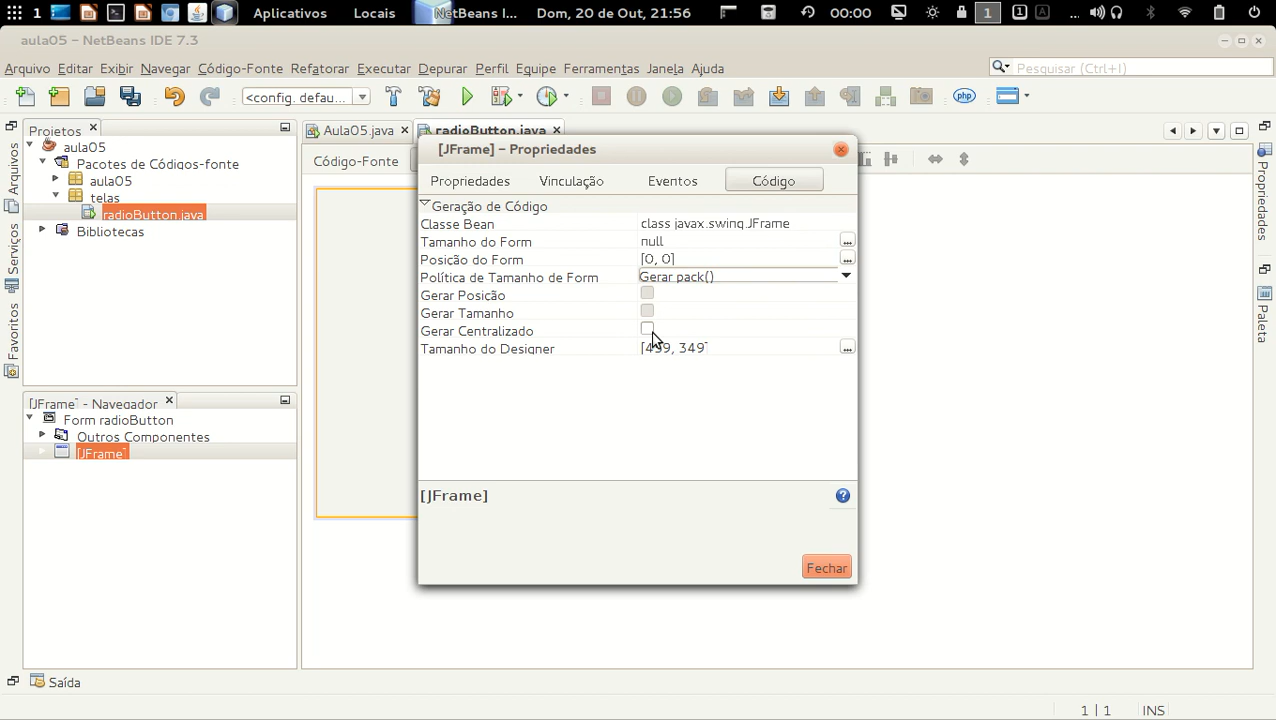 1 Aplicativos Locais NetBeans I... Dom, 20 de Out, 21:56 00:00 1 1 A ...
aula05 – NetBeans IDE 7.3
Arquivo Editar Exibir Navegar Código-Fonte Refatorar Executar Depurar Perfil Equipe Ferramentas Janela Ajuda Pesquisar (Ctrl+I)
<config. defau... php
Projetos Aula05.java radioButton.java
aula05
Código-Fonte
Pacotes de Códigos-fonte
aula05
telas
radioButton.java
Bibliotecas
Arquivos
Serviços
Favoritos
[JFrame] - Navegador
Form radioButton
Outros Componentes
[JFrame]
[JFrame] – Propriedades
Propriedades Vinculação Eventos Código
Geração de Código
Classe Bean class javax.swing.JFrame
Tamanho do Form null ...
Posição do Form [0, 0] ...
Política de Tamanho de Form Gerar pack()
Gerar Posição
Gerar Tamanho
Gerar Centralizado
Tamanho do Designer 349] ...
[JFrame]
Fechar
Propriedades
Paleta
Saída
1 | 1 INS